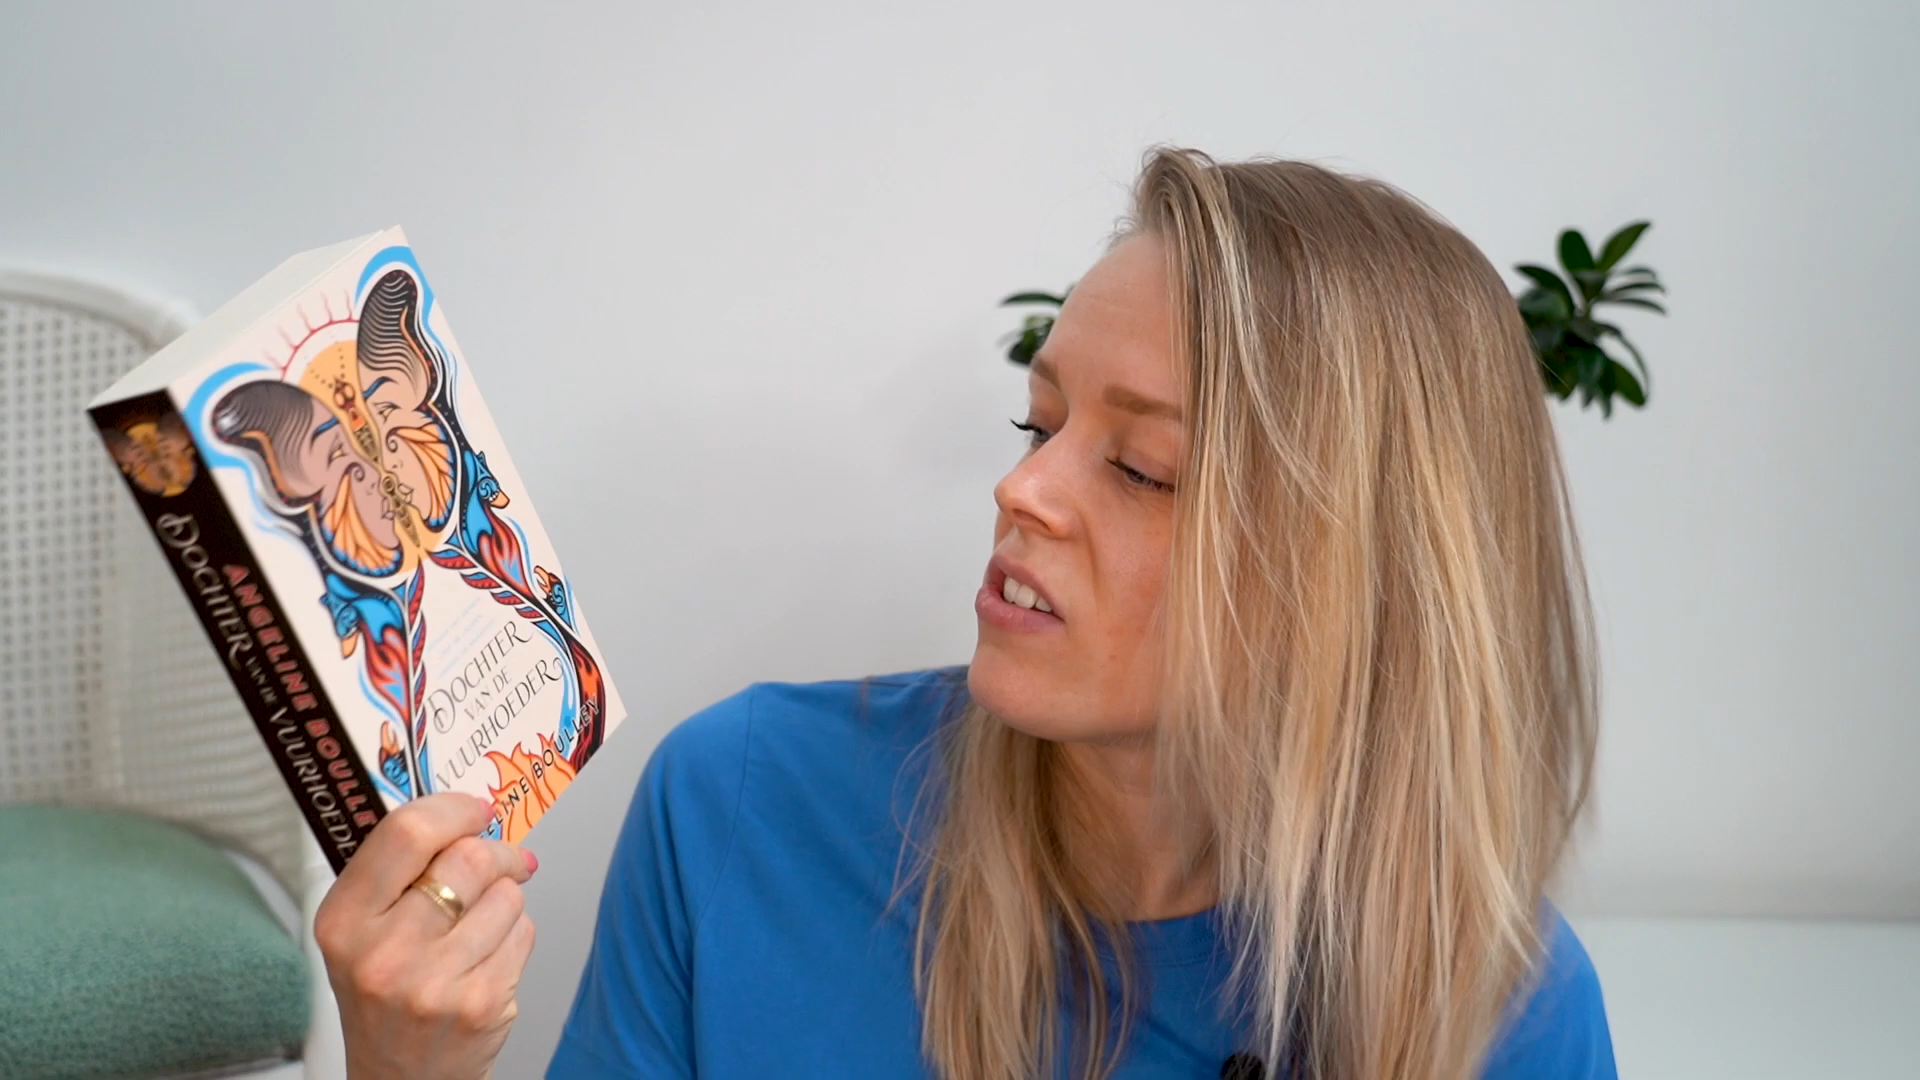 ANGELINE BOULLEY
DOCHTER VAN DE VUURHOEDER
DOCHTER
VAN DE
VUURHOEDER
BOULLEY